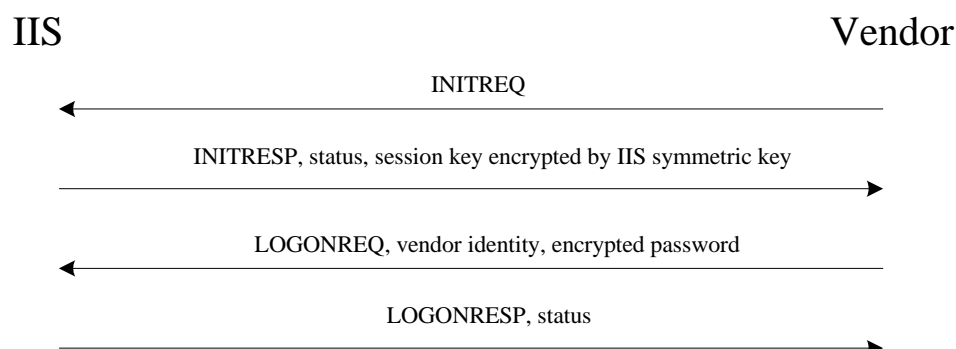 IIS
Vendor
INITREQ
INITRESP, status, session key encrypted by IIS symmetric key
LOGONREQ, vendor identity, encrypted password
LOGONRESP, status